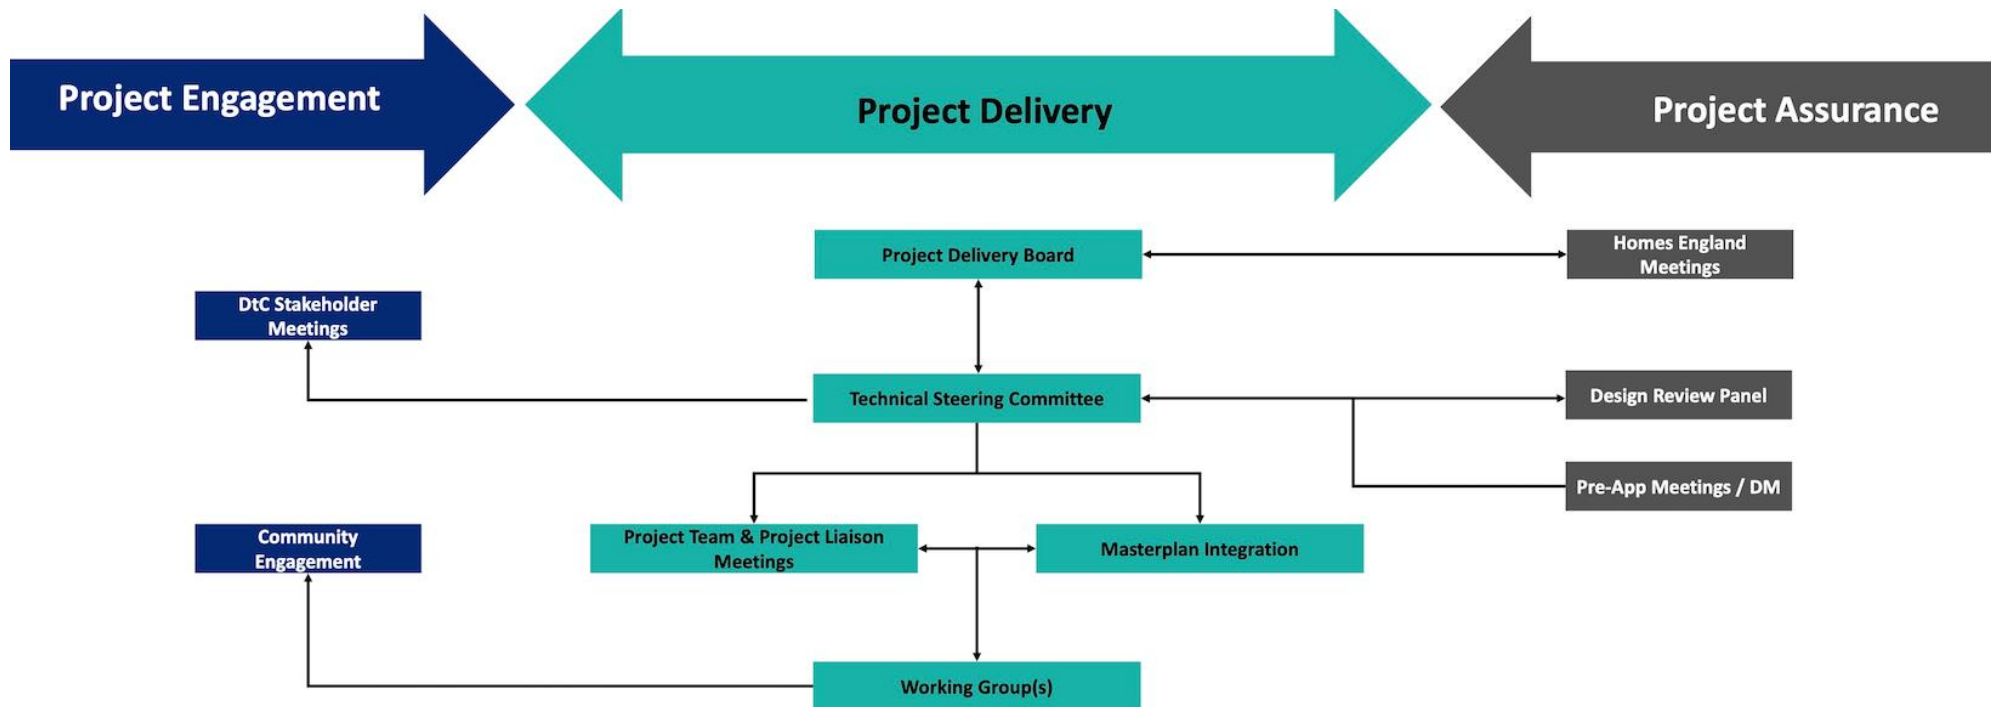 Project Engagement
Project Delivery
Project Assurance
Project Delivery Board
Homes England
Meetings
DtC Stakeholder
Meetings
Technical Steering Committee
Design Review Panel
Pre-App Meetings / DM
Community
Engagement
Project Team & Project Liaison
Meetings
Masterplan Integration
Working Group(s)